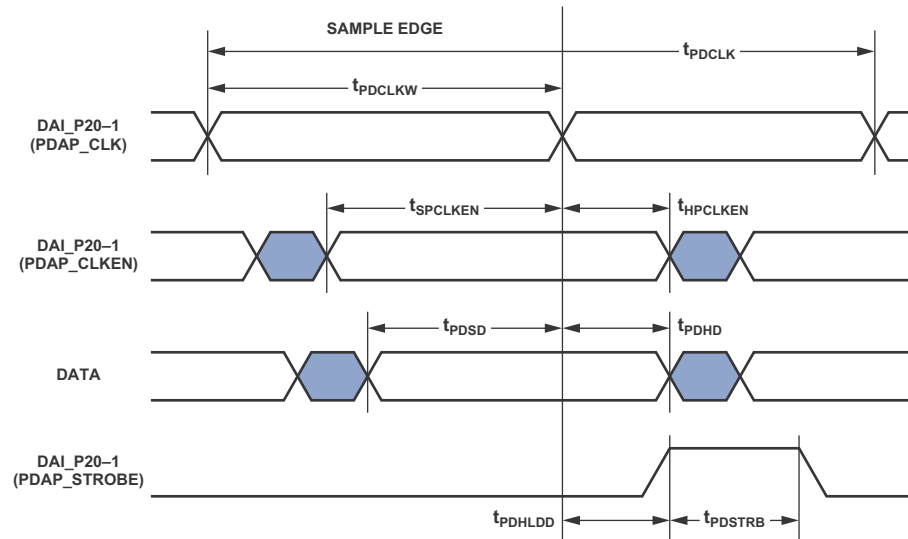 SAMPLE EDGE
tPDCLK
tPDCLKW
DAI_P20–1
(PDAP_CLK)
tSPCLKEN
tHPCLKEN
DAI_P20–1
(PDAP_CLKEN)
tPDSD
tPDHD
DATA
DAI_P20–1
(PDAP_STROBE)
tPDHLDD
tPDSTRB